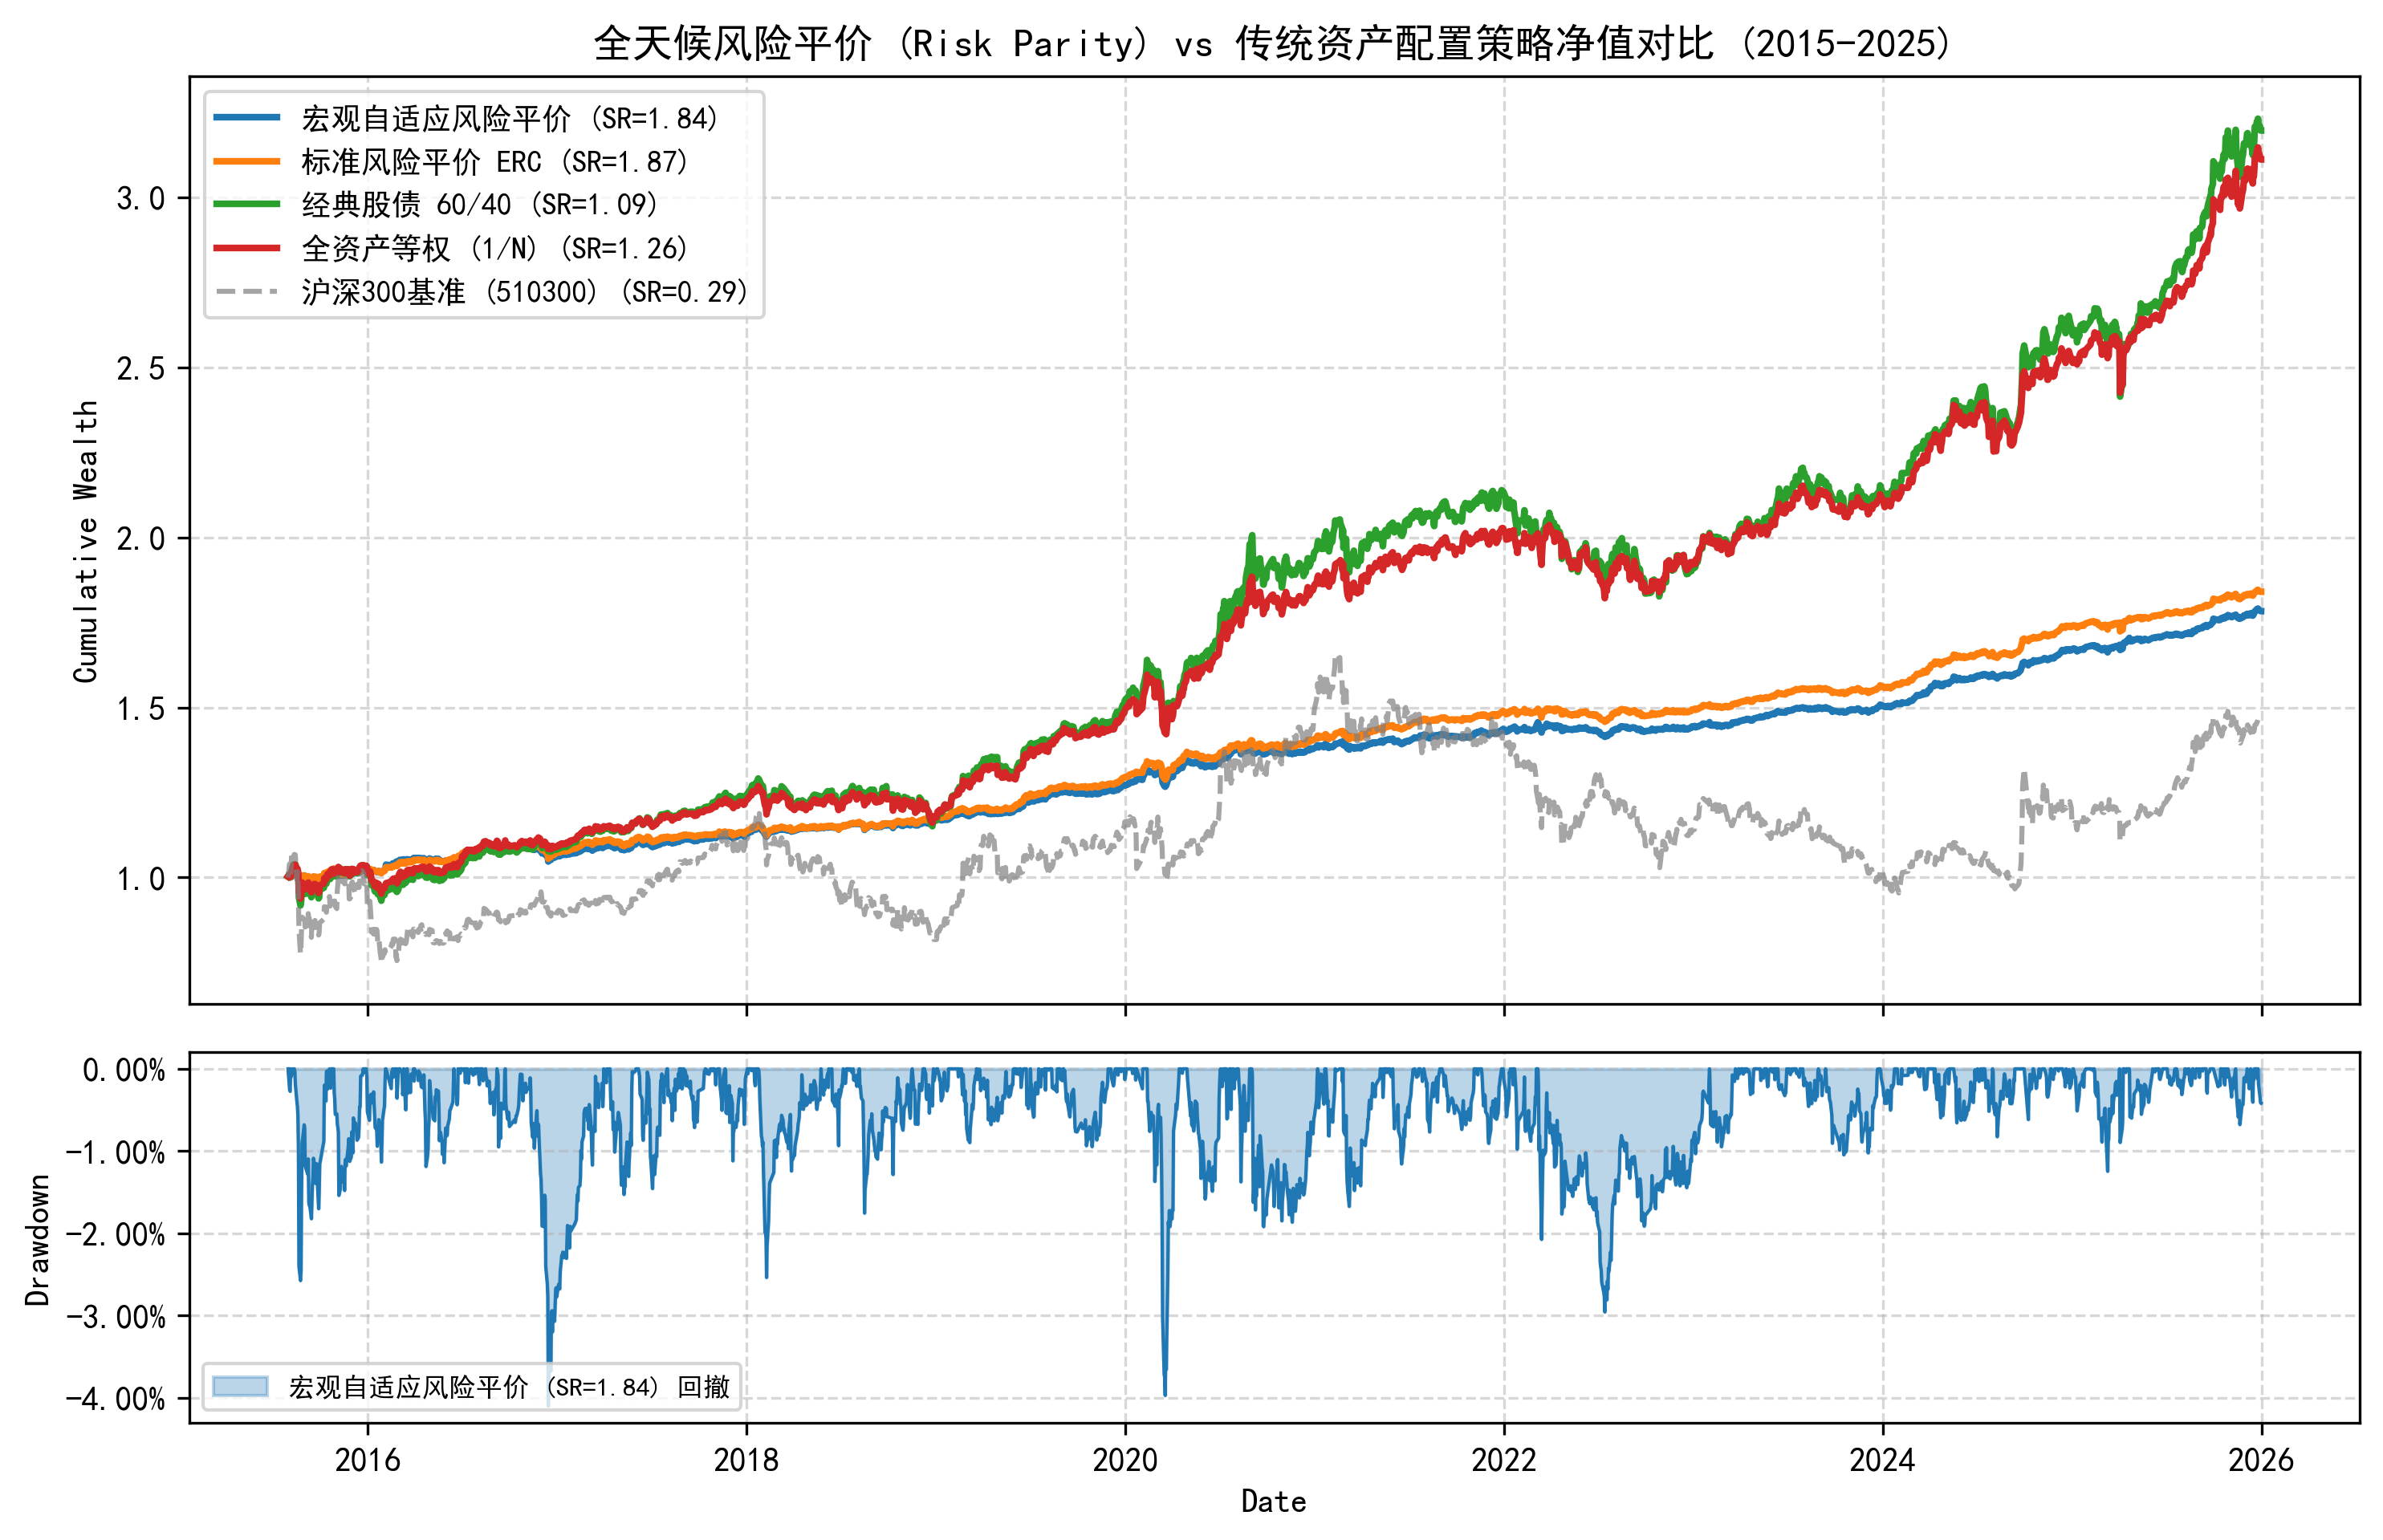 全天候风险平价 (Risk Parity) vs 传统资产配置策略净值对比 (2015-2025)
宏观自适应风险平价 (SR=1.84)
标准风险平价 ERC (SR=1.87)
经典股债 60/40 (SR=1.09)
全资产等权 (1/N) (SR=1.26)
沪深300基准 (510300) (SR=0.29)
Cumulative Wealth
3.0
2.5
2.0
1.5
1.0
Drawdown
0.00%
-1.00%
-2.00%
-3.00%
-4.00%
宏观自适应风险平价 (SR=1.84) 回撤
2016
2018
2020
2022
2024
2026
Date